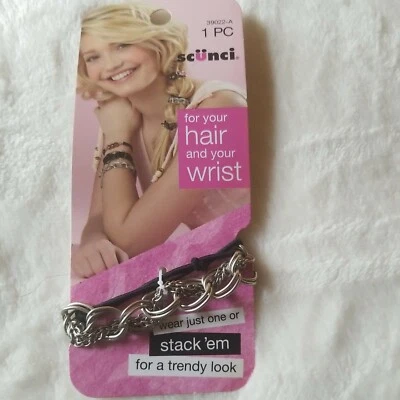 39022-A
1 PC
scünci®
for your
hair
and your
wrist
wear just one or
stack 'em
for a trendy look